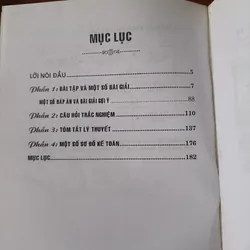 MỤC LỤC
LỜI NÓI ĐẦU 5
Phần 1: BÀI TẬP VÀ MỘT SỐ BÀI GIẢI 7
MỘT SỐ ĐÁP ÁN VÀ BÀI GIẢI GỢI Ý 88
Phần 2: CÂU HỎI TRẮC NGHIỆM 110
Phần 3: TÓM TẮT LÝ THUYẾT 137
Phần 4: MỘT SỐ SƠ ĐỒ KẾ TOÁN 176
MỤC LỤC 182